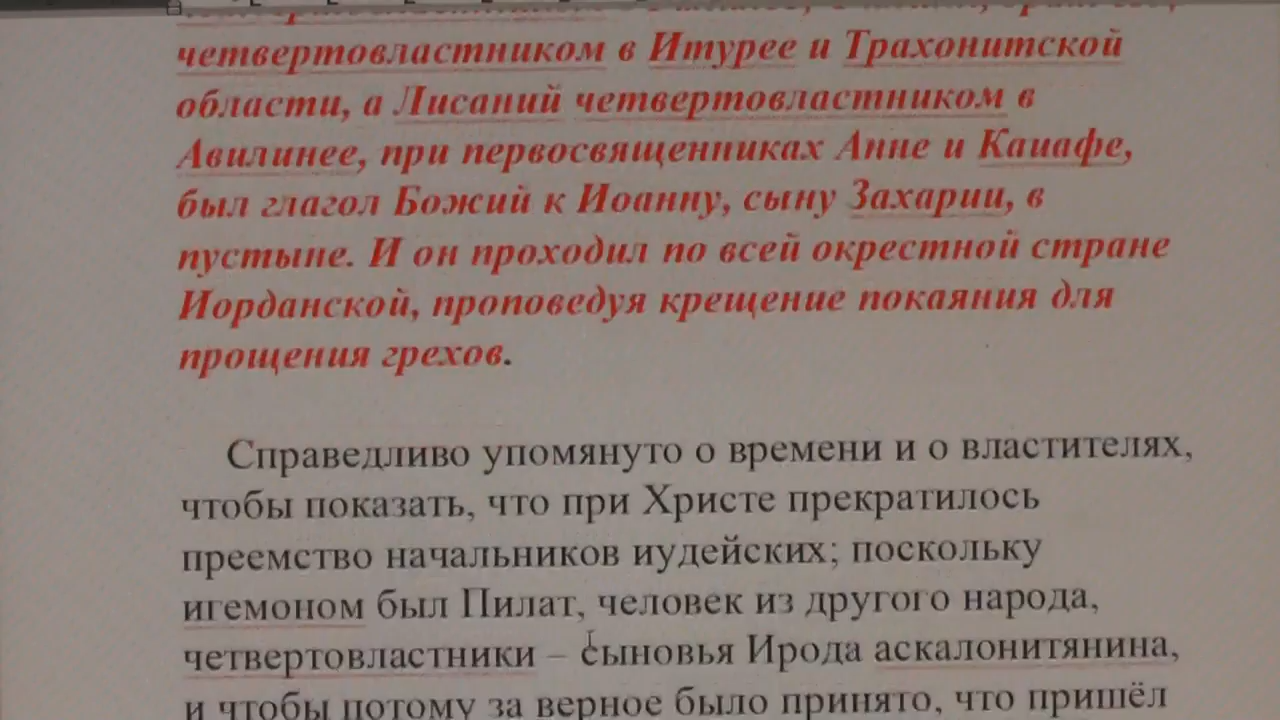 четвертовластником в Итурее и Трахонитской
области, а Лисаний четвертовластником в
Авилинее, при первосвященниках Анне и Каиафе,
был глагол Божий к Иоанну, сыну Захарии, в
пустыне. И он проходил по всей окрестной стране
Иорданской, проповедуя крещение покаяния для
прощения грехов.
Справедливо упомянуто о времени и о властителях,
чтобы показать, что при Христе прекратилось
преемство начальников иудейских; поскольку
игемоном был Пилат, человек из другого народа,
четвертовластники – сыновья Ирода аскалонитянина,
и чтобы потому за верное было принято, что пришёл